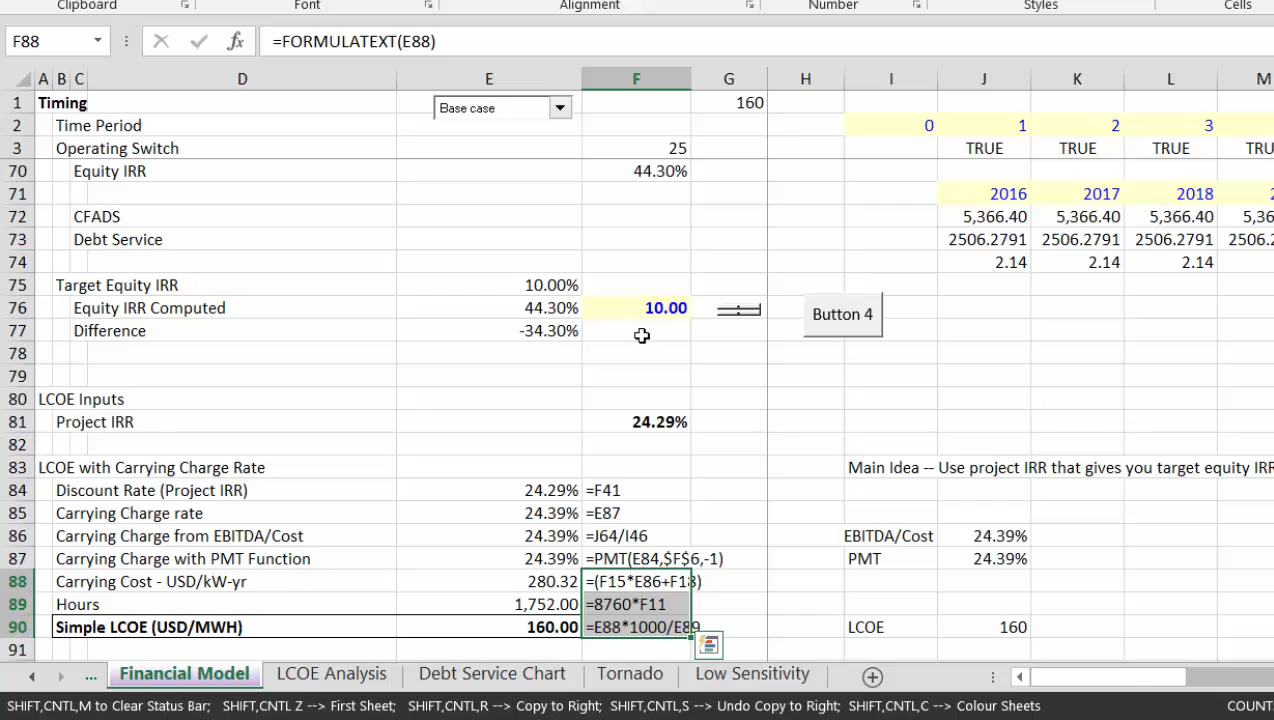 Clipboard Font Alignment Number Styles Cells
F88 fx =FORMULATEXT(E88)
A B C D E F G H I J K L M
1 Timing Base case 160
2 Time Period 0 1 2 3
3 Operating Switch 25 TRUE TRUE TRUE TRU
70 Equity IRR 44.30%
71 2016 2017 2018 2
72 CFADS 5,366.40 5,366.40 5,366.40 5,36
73 Debt Service 2506.2791 2506.2791 2506.2791 2506.2
74 2.14 2.14 2.14
75 Target Equity IRR 10.00%
76 Equity IRR Computed 44.30% 10.00 Button 4
77 Difference -34.30%
78
79
80 LCOE Inputs
81 Project IRR 24.29%
82
83 LCOE with Carrying Charge Rate Main Idea -- Use project IRR that gives you target equity IRR
84 Discount Rate (Project IRR) 24.29% =F41
85 Carrying Charge rate 24.39% =E87
86 Carrying Charge from EBITDA/Cost 24.39% =J64/I46 EBITDA/Cost 24.39%
87 Carrying Charge with PMT Function 24.39% =PMT(E84,$F$6,-1) PMT 24.39%
88 Carrying Cost - USD/kW-yr 280.32 =(F15*E86+F18)
89 Hours 1,752.00 =8760*F11
90 Simple LCOE (USD/MWH) 160.00 =E88*1000/E89 LCOE 160
91
... Financial Model LCOE Analysis Debt Service Chart Tornado Low Sensitivity
SHIFT,CNTL,M to Clear Status Bar; SHIFT,CNTL Z --> First Sheet; SHIFT,CNTL,R --> Copy to Right; SHIFT,CNTL,S --> Undo Copy to Right; SHIFT,CNTL,C --> Colour Sheets COUNT